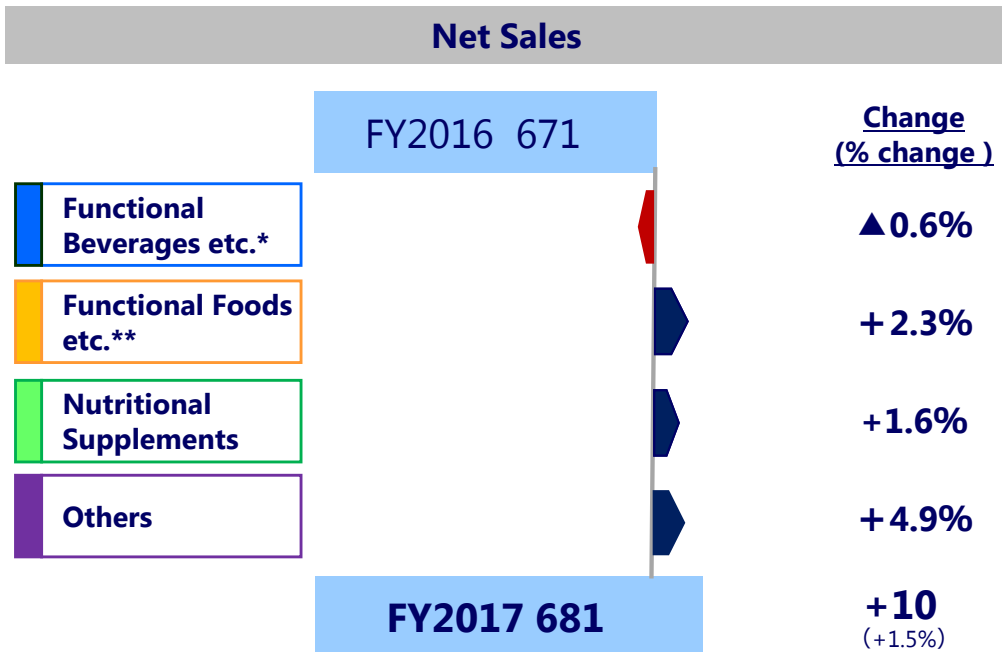 Net Sales
FY2016 671
Change
(% change )
Functional
Beverages etc.*
▲0.6%
Functional Foods
etc.**
+2.3%
Nutritional
Supplements
+1.6%
Others
+4.9%
FY2017 681
+10
(+1.5%)